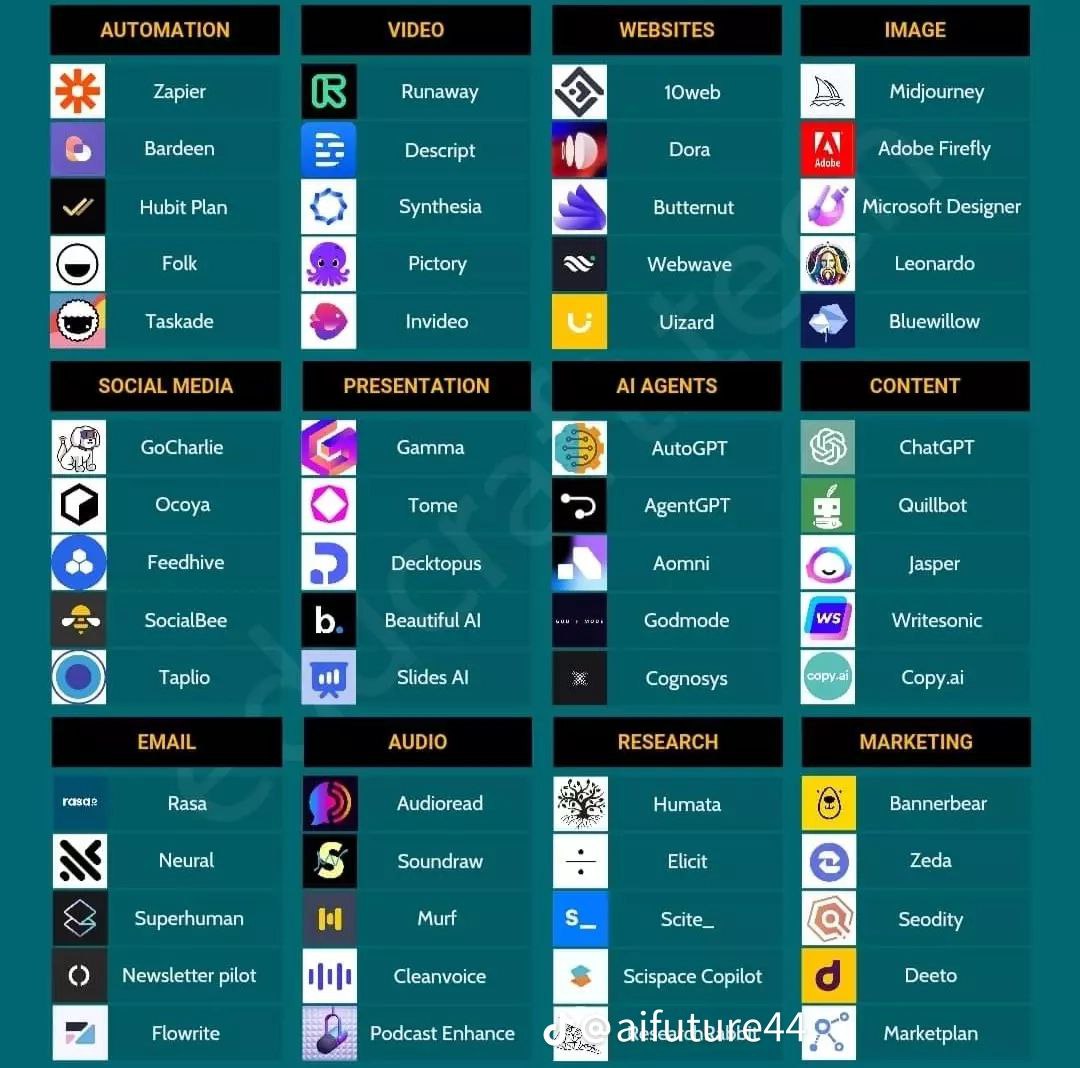 AUTOMATION
VIDEO
WEBSITES
IMAGE
Zapier
Runaway
10web
Midjourney
Bardeen
Descript
Dora
Adobe
Adobe Firefly
Hubit Plan
Synthesia
Butternut
Microsoft Designer
Folk
Pictory
Webwave
Leonardo
Taskade
Invideo
Uizard
Bluewillow
SOCIAL MEDIA
PRESENTATION
AI AGENTS
CONTENT
GoCharlie
Gamma
AutoGPT
ChatGPT
Ocoya
Tome
AgentGPT
Quillbot
Feedhive
Decktopus
Aomni
Jasper
SocialBee
b.
Beautiful AI
GOD MODE
Godmode
WS
Writesonic
Taplio
Slides AI
Cognosys
copy.ai
Copy.ai
EMAIL
AUDIO
RESEARCH
MARKETING
rasa
Rasa
Audioread
Humata
Bannerbear
Neural
S
Soundraw
Elicit
Zeda
Superhuman
Murf
S_
Scite_
Seodity
Newsletter pilot
Cleanvoice
Scispace Copilot
d
Deeto
Flowrite
Podcast Enhance
@aifuture44
Marketplan
educraft tech